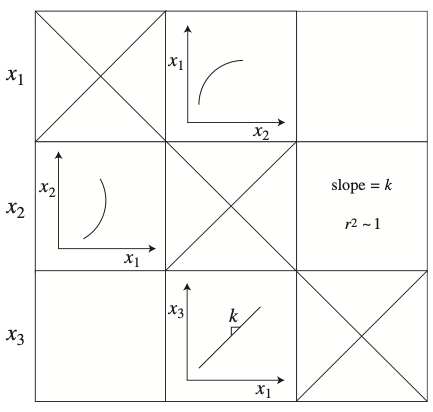 x1
x1
x2
x2
x2
x1
slope = k
r² ~ 1
x3
x3
k
x1